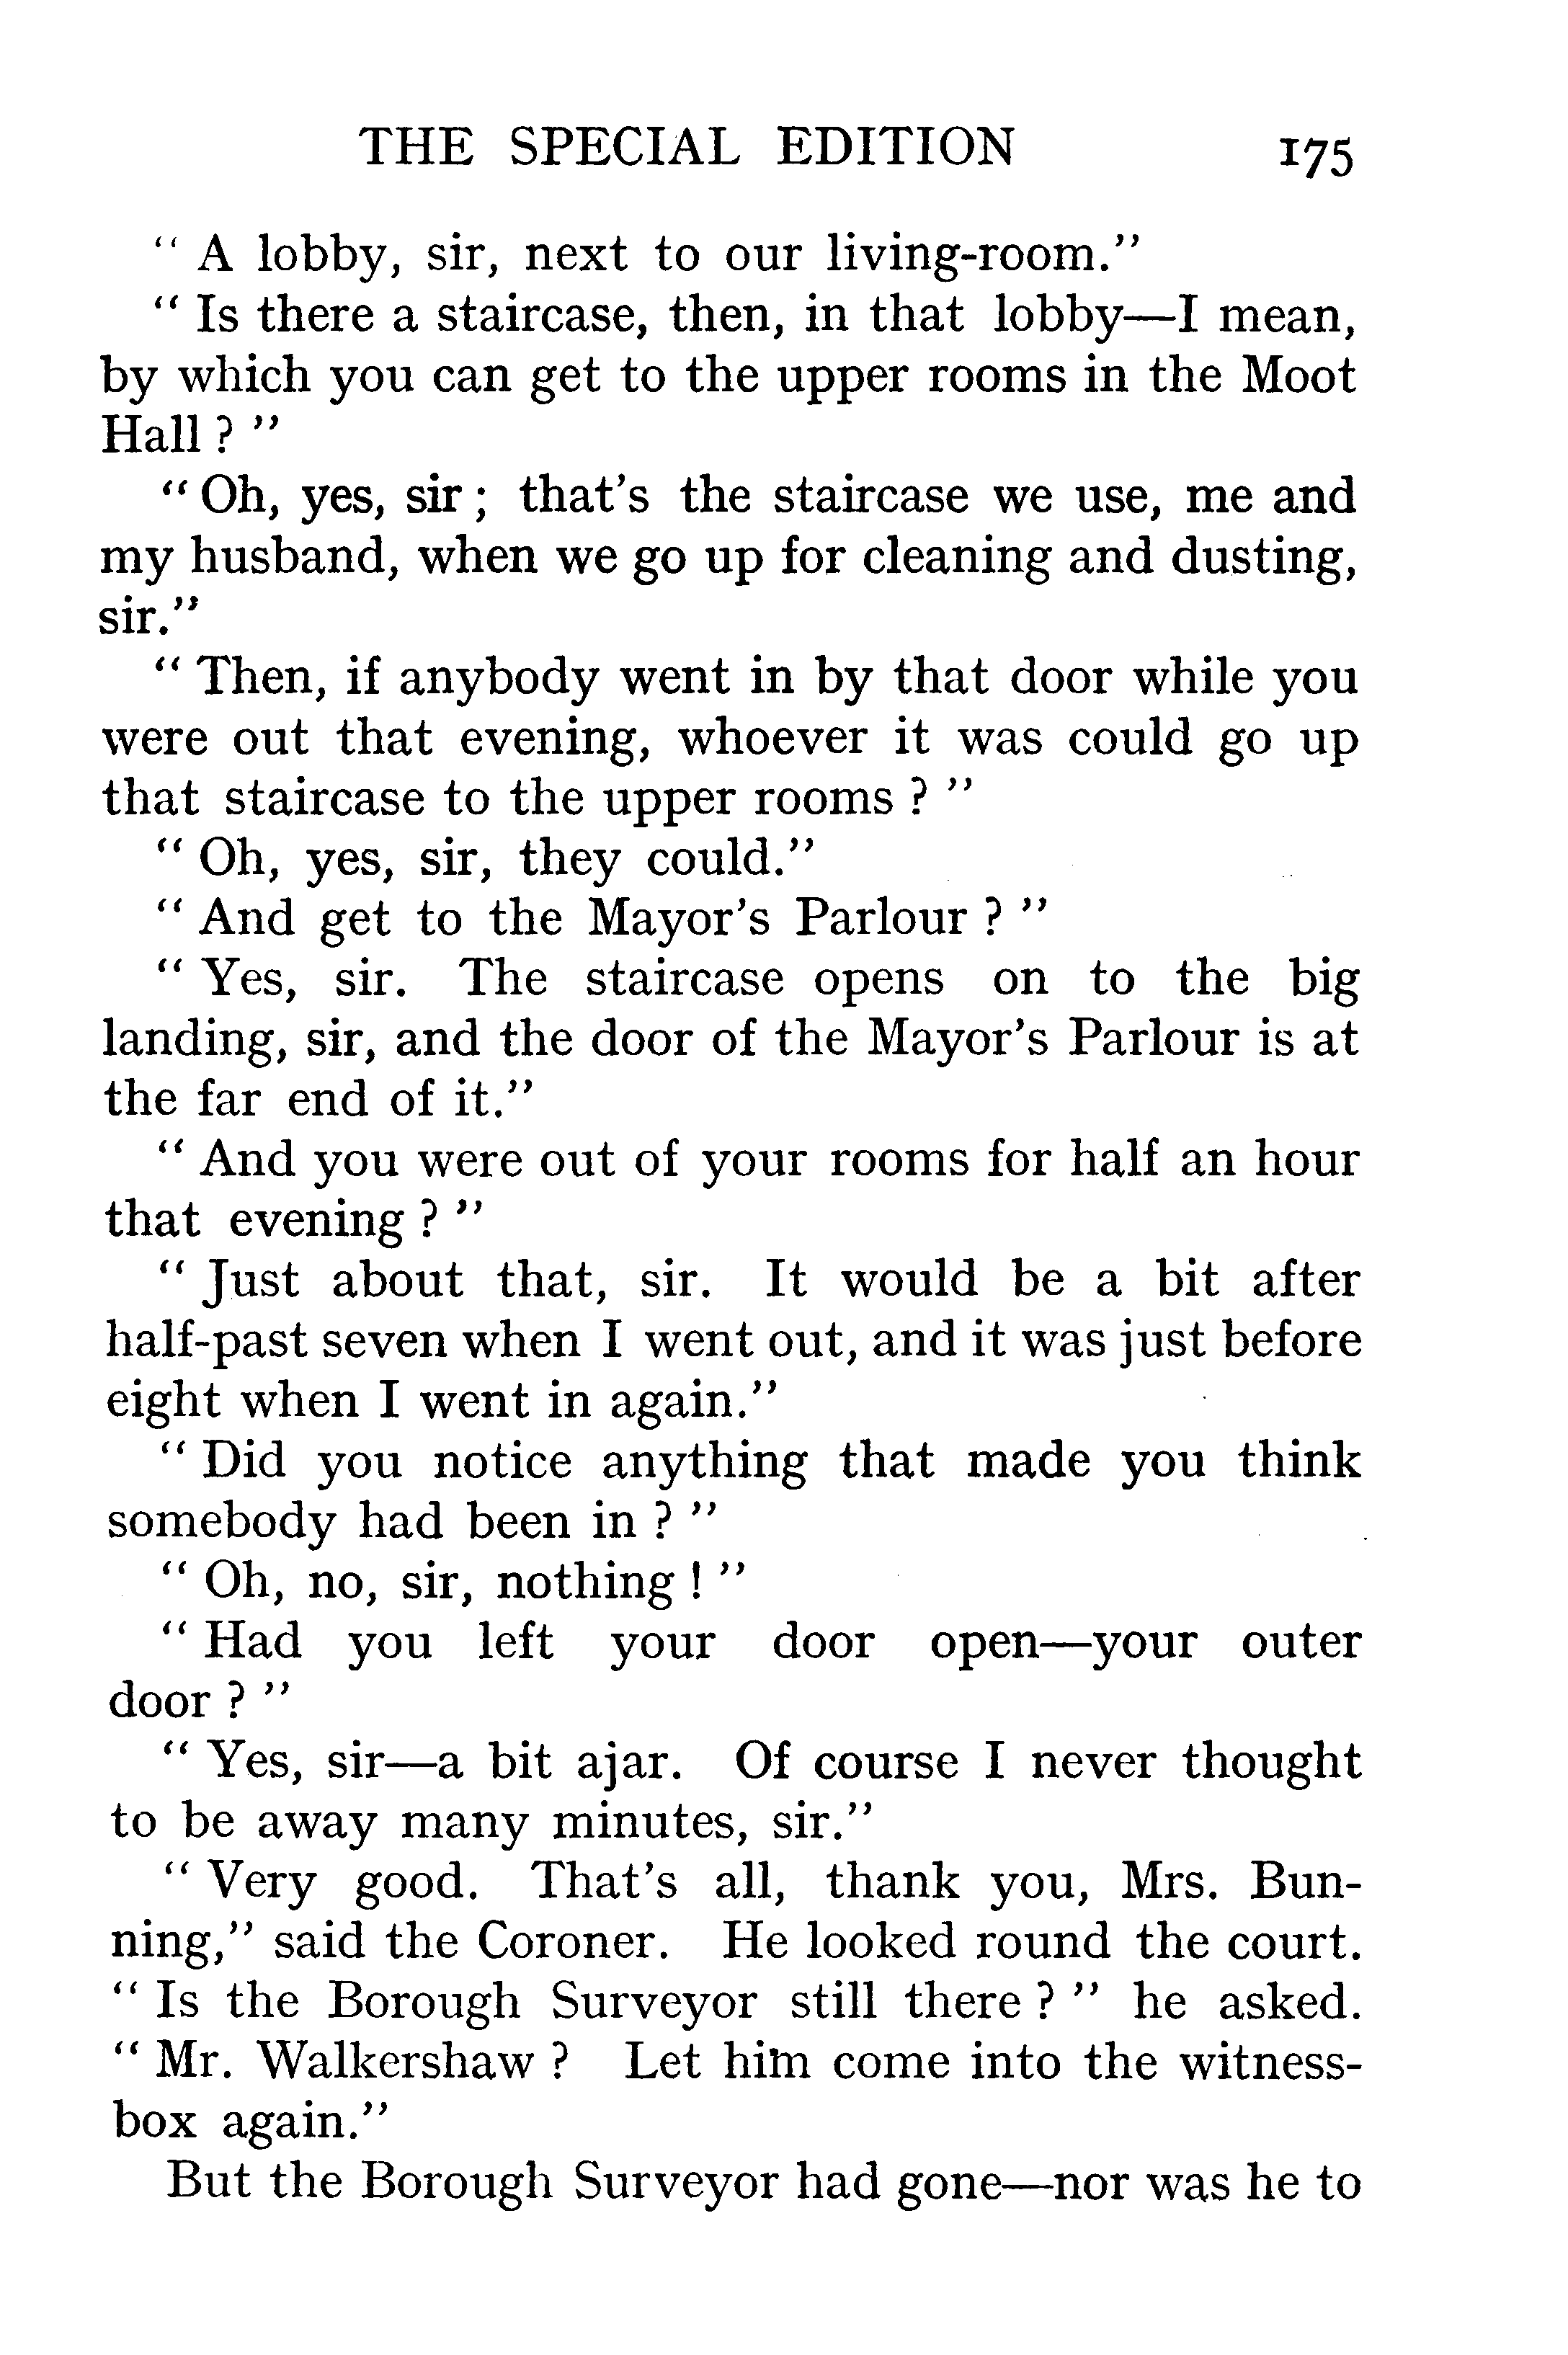 THE SPECIAL EDITION 175
“ A lobby, sir, next to our living-room.”
“ Is there a staircase, then, in that lobby—I mean,
by which you can get to the upper rooms in the Moot
Hall ? ”
“ Oh, yes, sir ; that’s the staircase we use, me and
my husband, when we go up for cleaning and dusting,
sir.”
“ Then, if anybody went in by that door while you
were out that evening, whoever it was could go up
that staircase to the upper rooms ? ”
“ Oh, yes, sir, they could.”
“ And get to the Mayor’s Parlour ? ”
“ Yes, sir. The staircase opens on to the big
landing, sir, and the door of the Mayor’s Parlour is at
the far end of it.”
“ And you were out of your rooms for half an hour
that evening ? ”
“ Just about that, sir. It would be a bit after
half-past seven when I went out, and it was just before
eight when I went in again.”
“ Did you notice anything that made you think
somebody had been in ? ”
“ Oh, no, sir, nothing ! ”
“ Had you left your door open—your outer
door ? ”
“ Yes, sir—a bit ajar. Of course I never thought
to be away many minutes, sir.”
“ Very good. That’s all, thank you, Mrs. Bun-
ning,” said the Coroner. He looked round the court.
“ Is the Borough Surveyor still there ? ” he asked.
“ Mr. Walkershaw ? Let him come into the witness-
box again.”
But the Borough Surveyor had gone—nor was he to